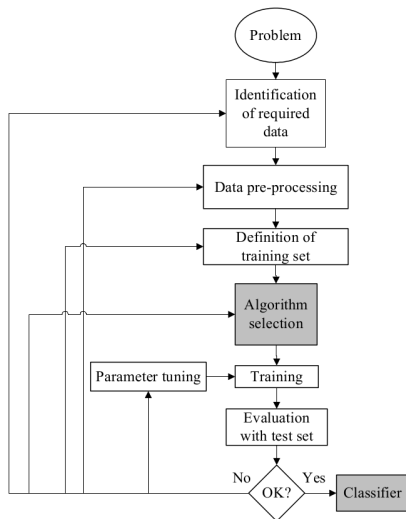 Problem
Identification
of required
data
Data pre-processing
Definition of
training set
Algorithm
selection
Parameter tuning
Training
Evaluation
with test set
No
OK?
Yes
Classifier